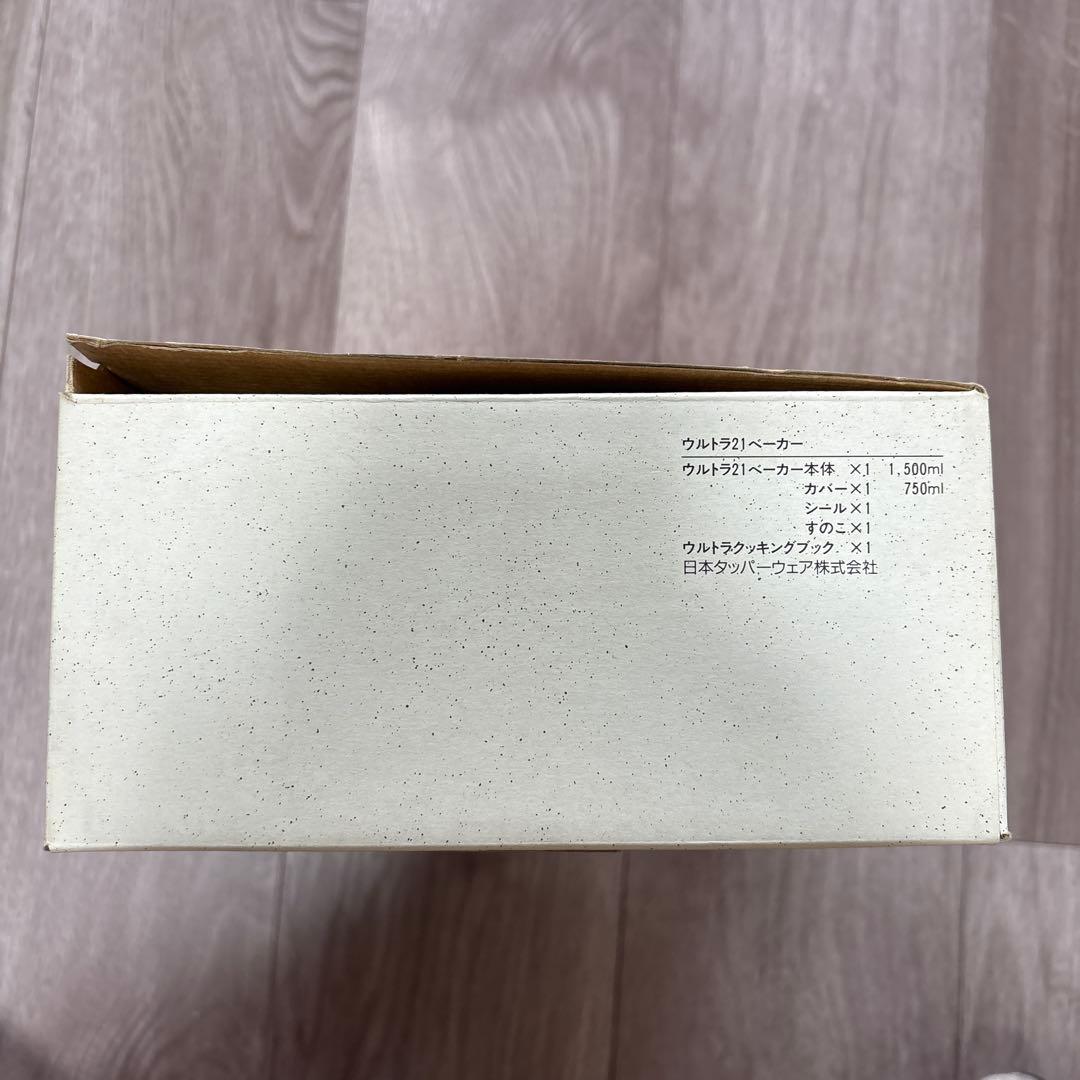 ウルトラ21ベーカー
ウルトラ21ベーカー本体 ×1 1,500ml
カバー×1 750ml
シール×1
すのこ×1
ウルトラクッキングブック ×1
日本タッパーウェア株式会社